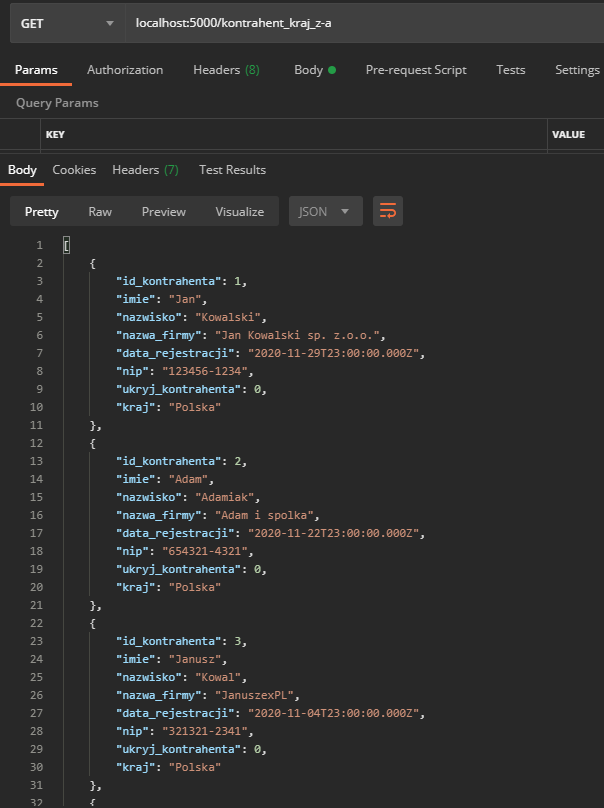 GET localhost:5000/kontrahent_kraj_z-a
Params Authorization Headers (8) Body Pre-request Script Tests Settings
Query Params
KEY VALUE
Body Cookies Headers (7) Test Results
Pretty Raw Preview Visualize JSON
1 [
2 {
3 "id_kontrahenta": 1,
4 "imie": "Jan",
5 "nazwisko": "Kowalski",
6 "nazwa_firmy": "Jan Kowalski sp. z.o.o.",
7 "data_rejestracji": "2020-11-29T23:00:00.000Z",
8 "nip": "123456-1234",
9 "ukryj_kontrahenta": 0,
10 "kraj": "Polska"
11 },
12 {
13 "id_kontrahenta": 2,
14 "imie": "Adam",
15 "nazwisko": "Adamiak",
16 "nazwa_firmy": "Adam i spolka",
17 "data_rejestracji": "2020-11-22T23:00:00.000Z",
18 "nip": "654321-4321",
19 "ukryj_kontrahenta": 0,
20 "kraj": "Polska"
21 },
22 {
23 "id_kontrahenta": 3,
24 "imie": "Janusz",
25 "nazwisko": "Kowal",
26 "nazwa_firmy": "JanuszexPL",
27 "data_rejestracji": "2020-11-04T23:00:00.000Z",
28 "nip": "321321-2341",
29 "ukryj_kontrahenta": 0,
30 "kraj": "Polska"
31 },
32 {